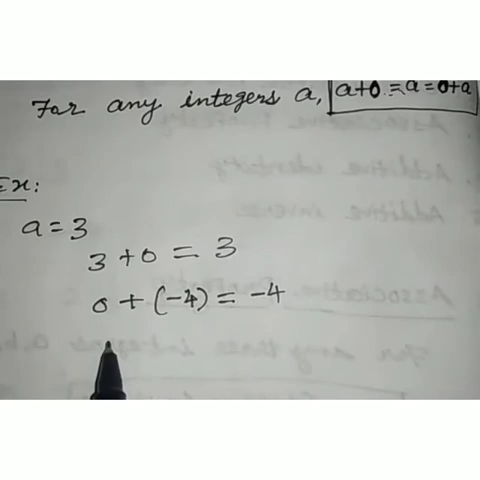 For any integers a, a+0 = a = 0+a
Ex:
a = 3
3 + 0 = 3
0 + (-4) = -4